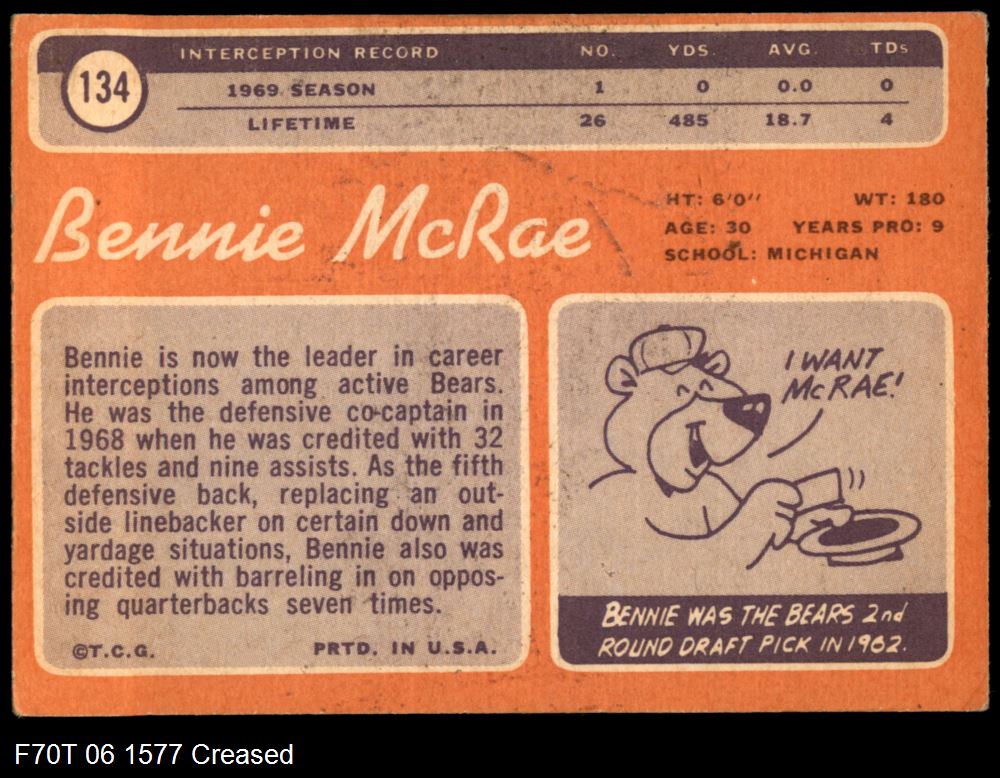 134
INTERCEPTION RECORD NO. YDS. AVG. TDs
1969 SEASON 1 0 0.0 0
LIFETIME 26 485 18.7 4
Bennie McRae
HT: 6'0'' WT: 180
AGE: 30 YEARS PRO: 9
SCHOOL: MICHIGAN
Bennie is now the leader in career
interceptions among active Bears.
He was the defensive co-captain in
1968 when he was credited with 32
tackles and nine assists. As the fifth
defensive back, replacing an out-
side linebacker on certain down and
yardage situations, Bennie also was
credited with barreling in on oppos-
ing quarterbacks seven times.
©T.C.G. PRTD. IN U.S.A.
I WANT
McRAE!
BENNIE WAS THE BEARS 2nd
ROUND DRAFT PICK IN 1962.
F70T 06 1577 Creased